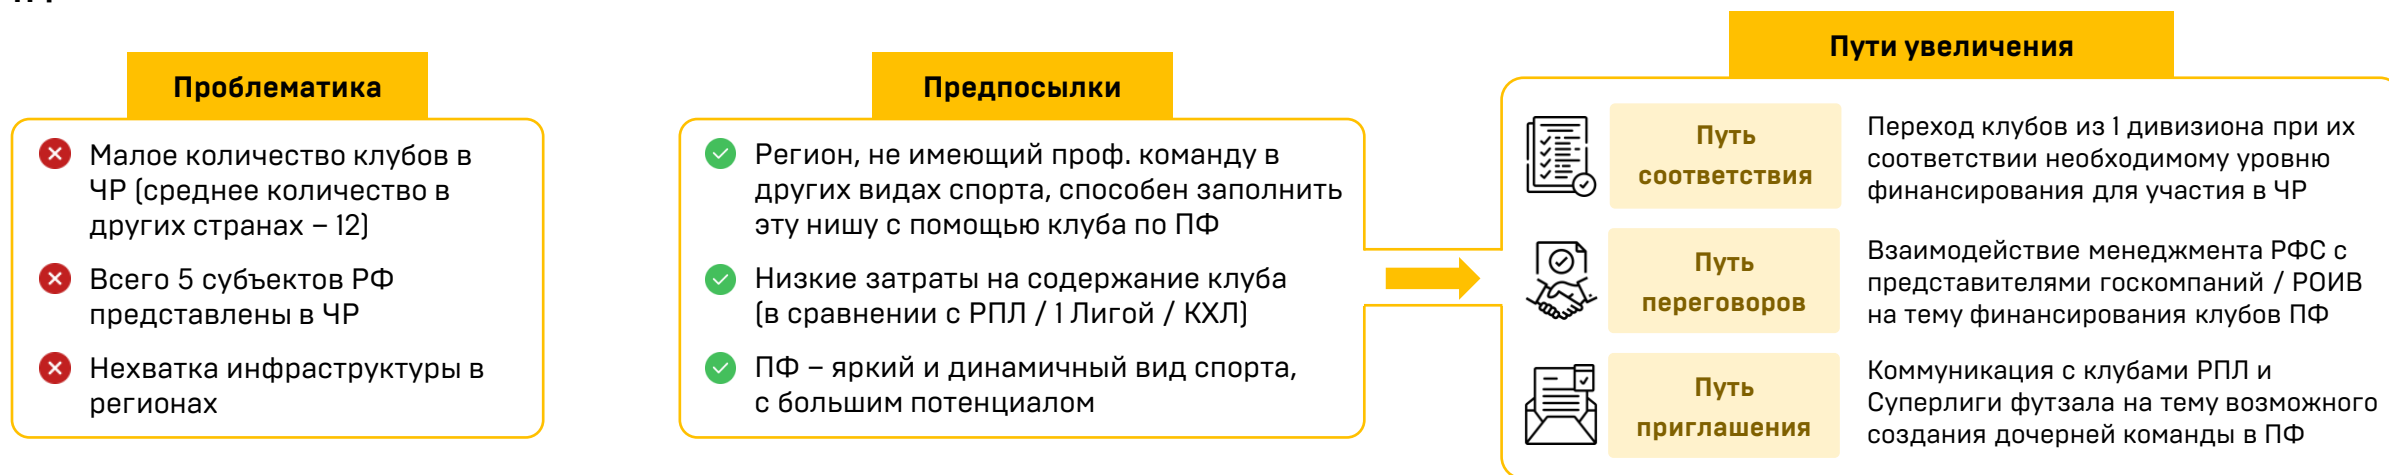 Проблематика
Малое количество клубов в
ЧР (среднее количество в
других странах – 12)
Всего 5 субъектов РФ
представлены в ЧР
Нехватка инфраструктуры в
регионах
Предпосылки
Регион, не имеющий проф. команду в
других видах спорта, способен заполнить
эту нишу с помощью клуба по ПФ
Низкие затраты на содержание клуба
(в сравнении с РПЛ / 1 Лигой / КХЛ)
ПФ – яркий и динамичный вид спорта,
с большим потенциалом
Пути увеличения
Путь
соответствия
Переход клубов из 1 дивизиона при их
соответствии необходимому уровню
финансирования для участия в ЧР
Путь
переговоров
Взаимодействие менеджмента РФС с
представителями госкомпаний / РОИВ
на тему финансирования клубов ПФ
Путь
приглашения
Коммуникация с клубами РПЛ и
Суперлиги футзала на тему возможного
создания дочерней команды в ПФ